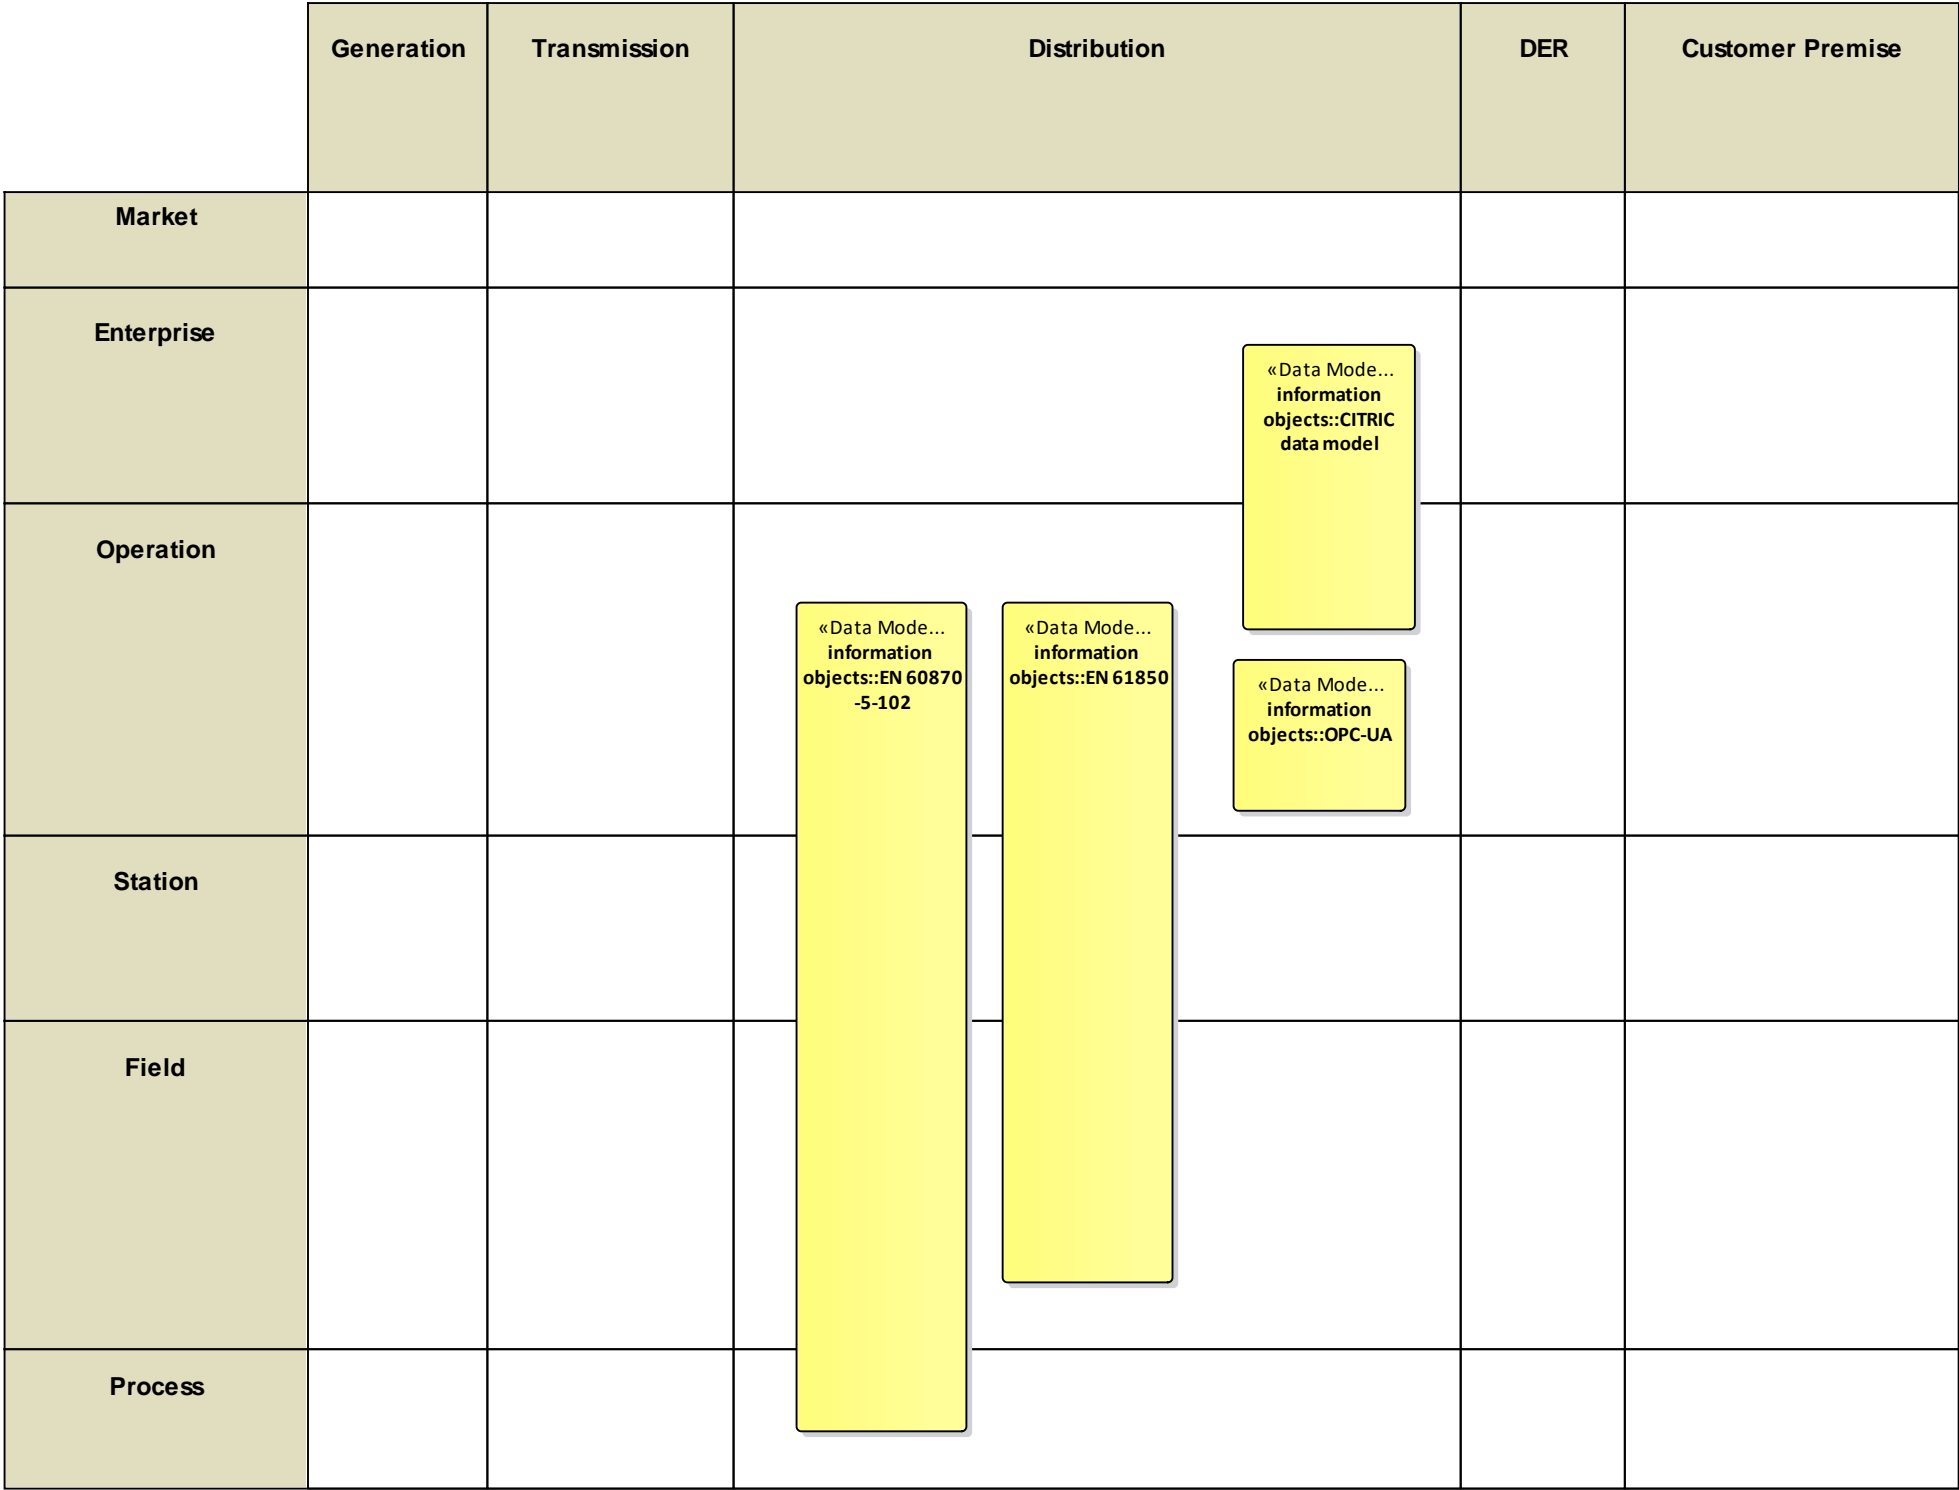 Generation
Transmission
Distribution
DER
Customer Premise
Market
Enterprise
«Data Mode...
information
objects::CITRIC
data model
Operation
«Data Mode...
information
objects::EN 60870
-5-102
«Data Mode...
information
objects::EN 61850
«Data Mode...
information
objects::OPC-UA
Station
Field
Process